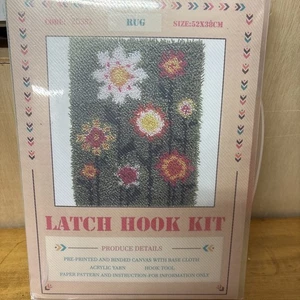 CODE:
RUG
SIZE:52X38CM
LATCH HOOK KIT
PRODUCE DETAILS
PRE-PRINTED AND BINDED CANVAS WITH BASE CLOTH
ACRYLIC YARN HOOK TOOL
PAPER PATTERN AND INSTRUCTION FOR INFORMATION ONLY